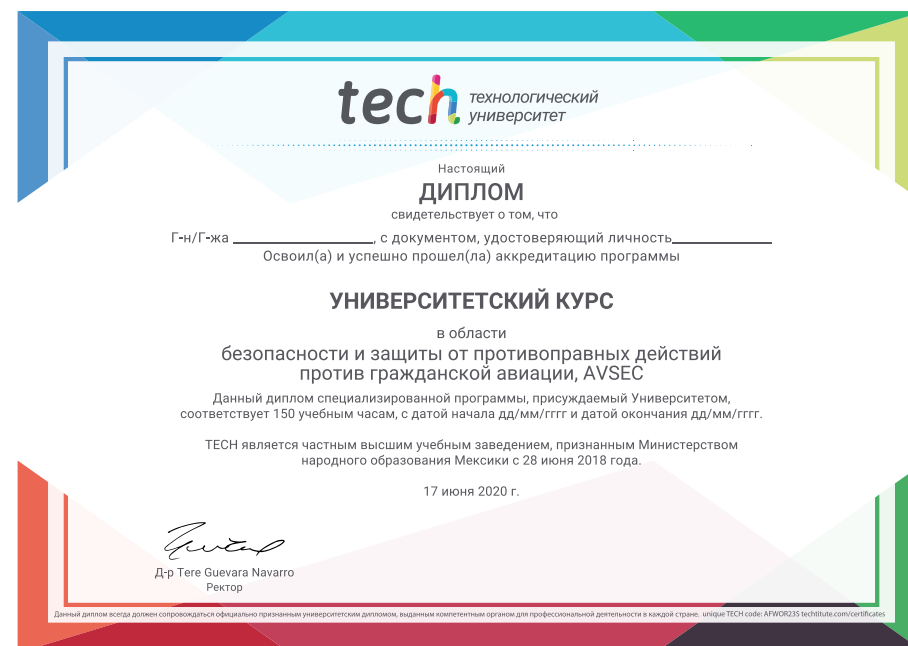 tech технологический
университет
Настоящий
ДИПЛОМ
свидетельствует о том, что
Г-н/Г-жа ____________, с документом, удостоверяющий личность____________
Освоил(а) и успешно прошел(ла) аккредитацию программы
УНИВЕРСИТЕТСКИЙ КУРС
в области
безопасности и защиты от противоправных действий
против гражданской авиации, AVSEC
Данный диплом специализированной программы, присуждаемый Университетом,
соответствует 150 учебным часам, с датой начала дд/мм/гггг и датой окончания дд/мм/гггг.
TECH является частным высшим учебным заведением, признанным Министерством
народного образования Мексики с 28 июня 2018 года.
17 июня 2020 г.
Д-р Tere Guevara Navarro
Ректор
Данный диплом всегда должен сопровождаться официально признанным университетским дипломом, выданным компетентным органом для профессиональной деятельности в каждой стране. unique TECH code: AFWOR23S techtitute.com/certificates